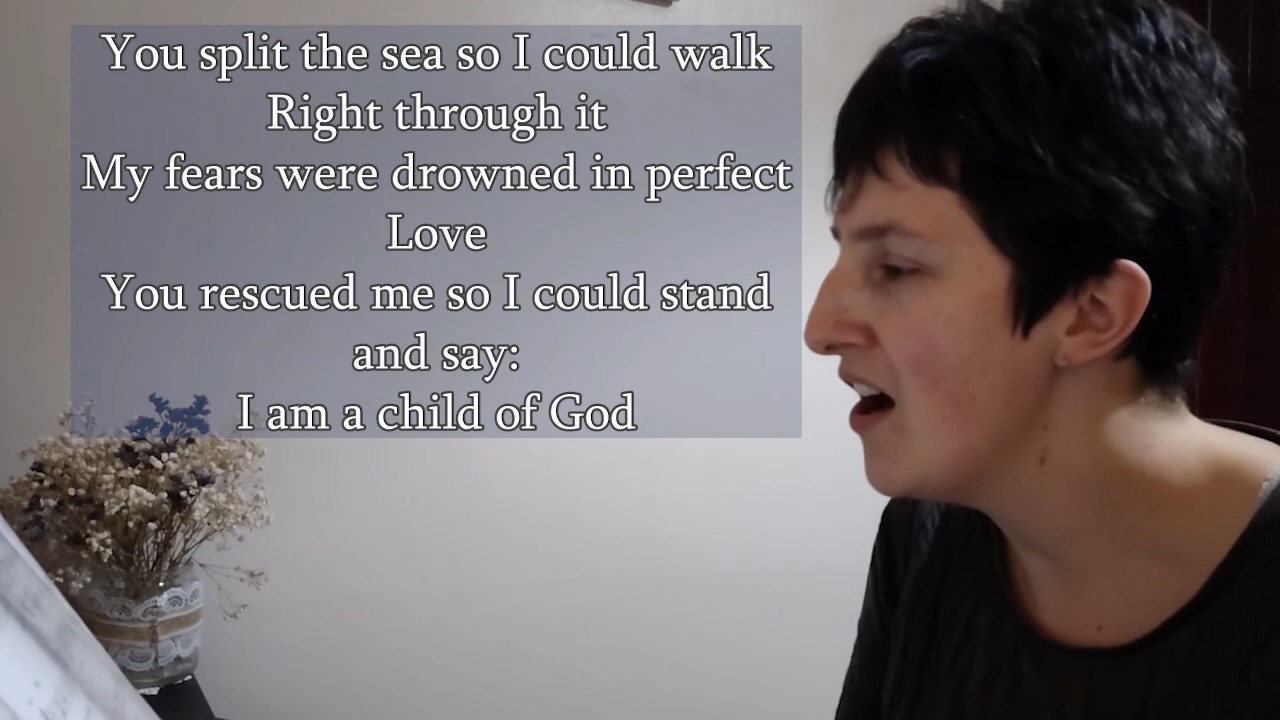 You split the sea so I could walk
Right through it
My fears were drowned in perfect
Love
You rescued me so I could stand
and say:
I am a child of God